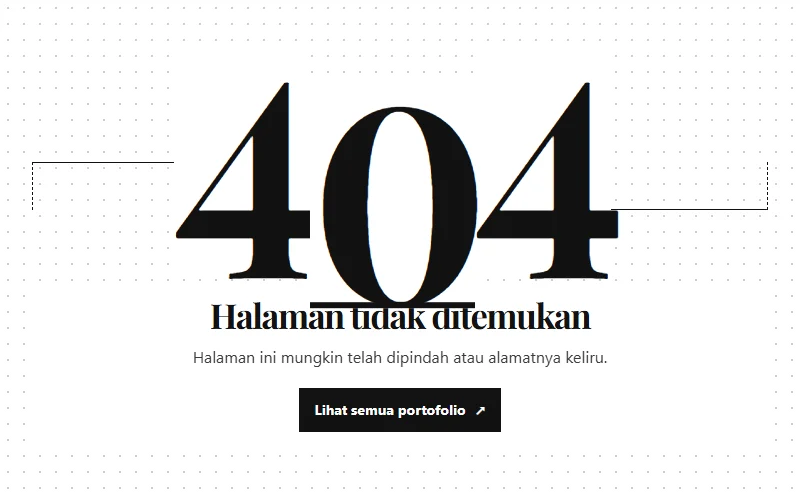 404
Halaman tidak ditemukan
Halaman ini mungkin telah dipindah atau alamatnya keliru.
Lihat semua portofolio ↗